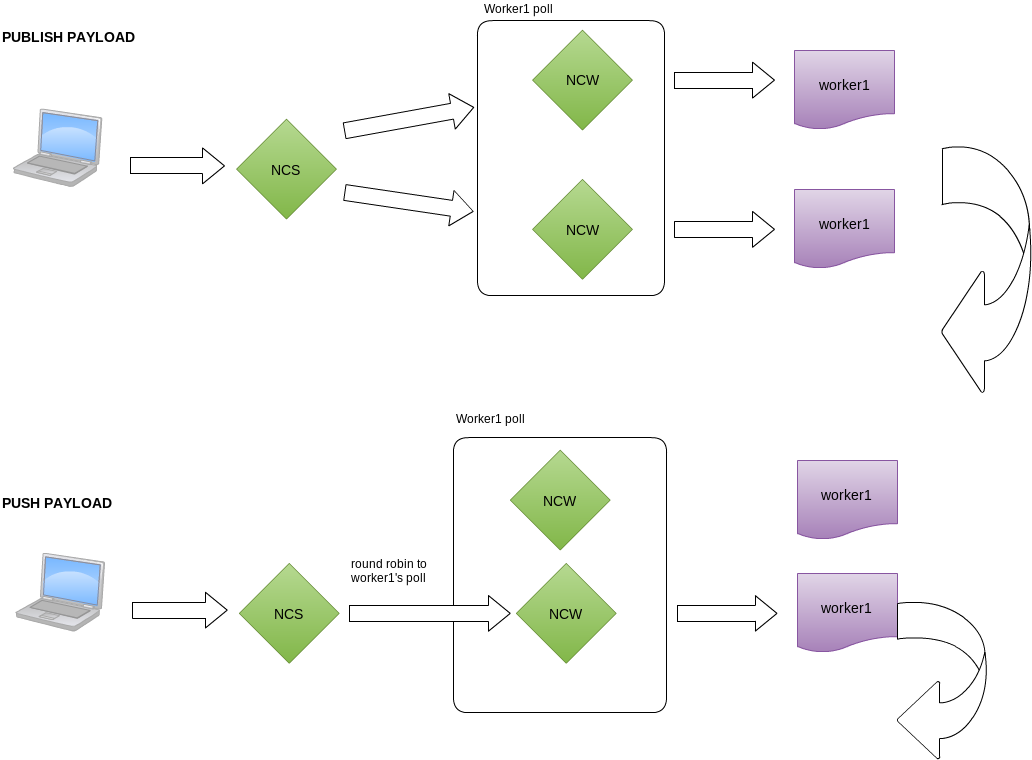 Worker1 poll
PUBLISH PAYLOAD
NCW
worker1
NCS
NCW
worker1
Worker1 poll
PUSH PAYLOAD
NCW
worker1
round robin to
worker1's poll
NCS
NCW
worker1